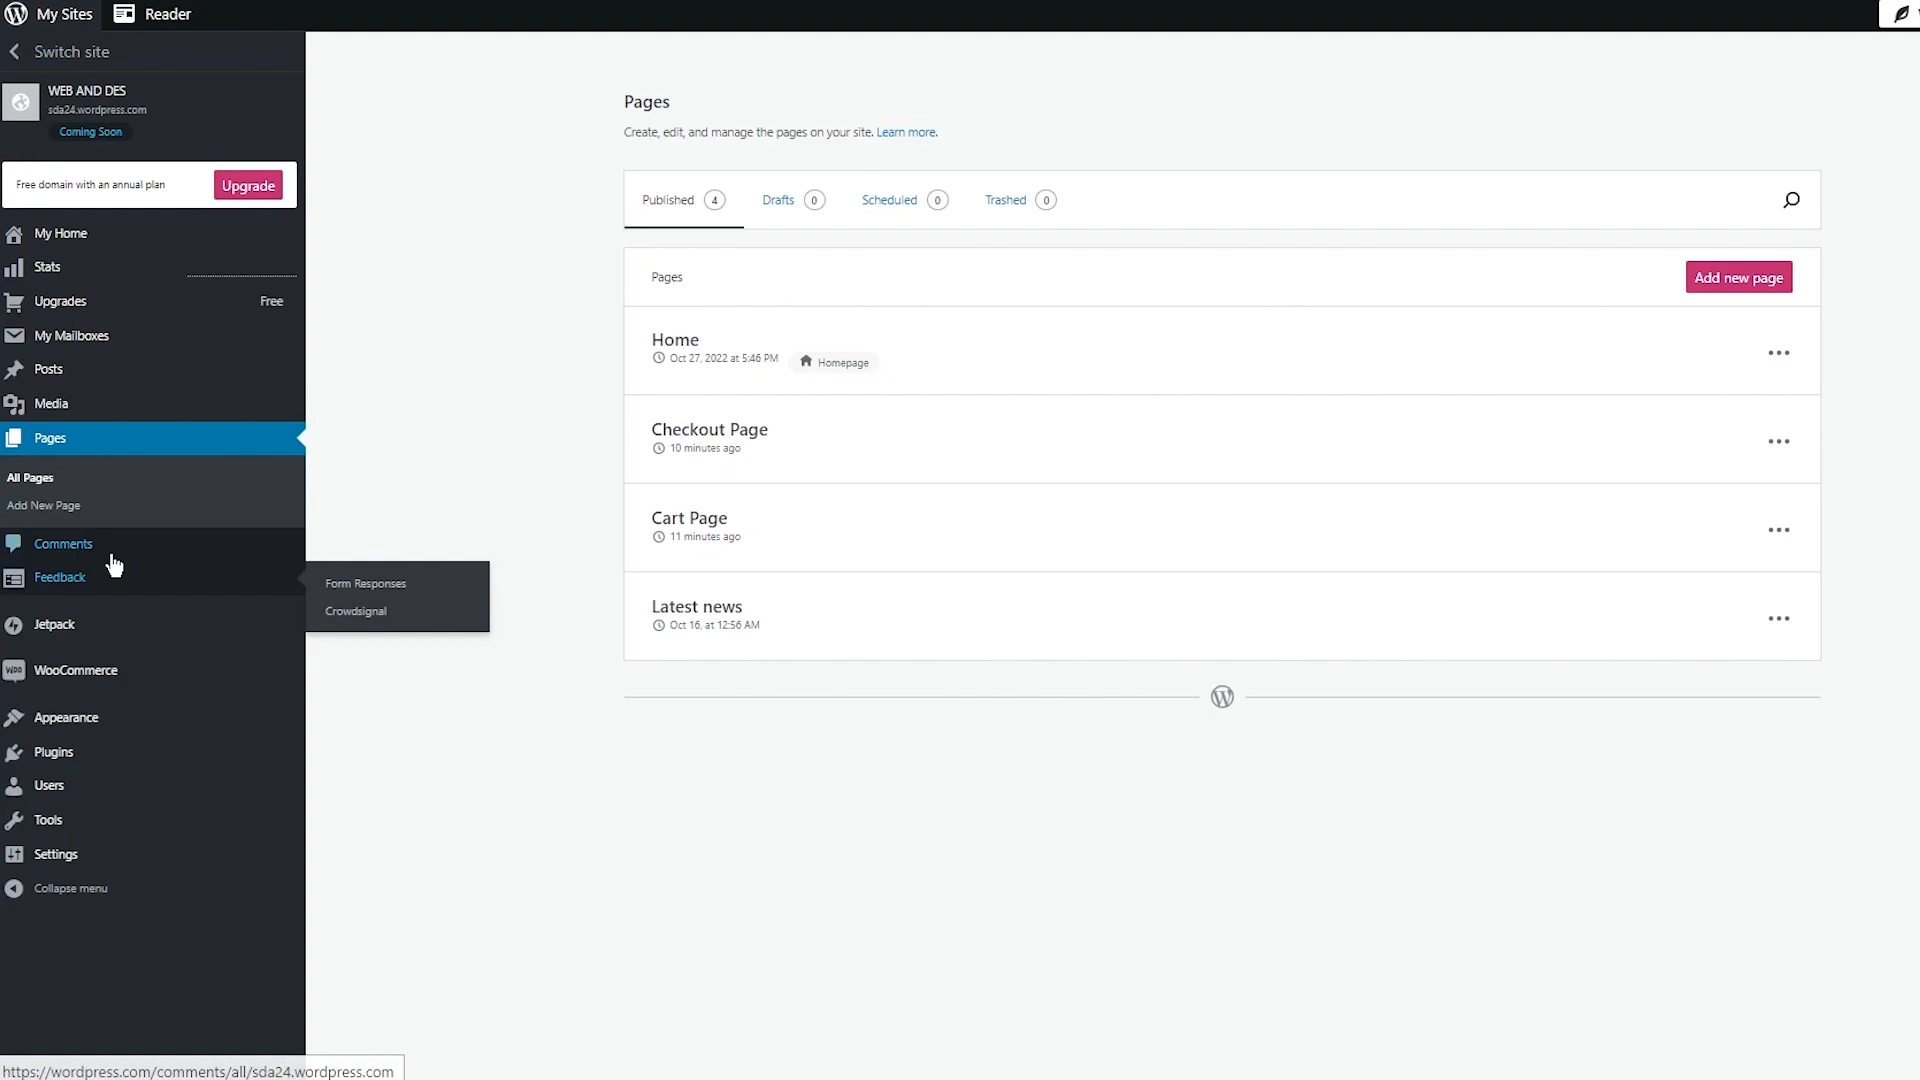 My Sites
Reader
Switch site
WEB AND DES
sda24.wordpress.com
Coming Soon
Free domain with an annual plan
Upgrade
My Home
Stats
Upgrades
Free
My Mailboxes
Posts
Media
Pages
All Pages
Add New Page
Comments
Feedback
Form Responses
Crowdsignal
Jetpack
WooCommerce
Appearance
Plugins
Users
Tools
Settings
Collapse menu
Pages
Create, edit, and manage the pages on your site. Learn more.
Published 4 Drafts 0 Scheduled 0 Trashed 0
Pages
Add new page
Home
Oct 27, 2022 at 5:46 PM
Homepage
Checkout Page
10 minutes ago
Cart Page
11 minutes ago
Latest news
Oct 16, at 12:56 AM
https://wordpress.com/comments/all/sda24.wordpress.com